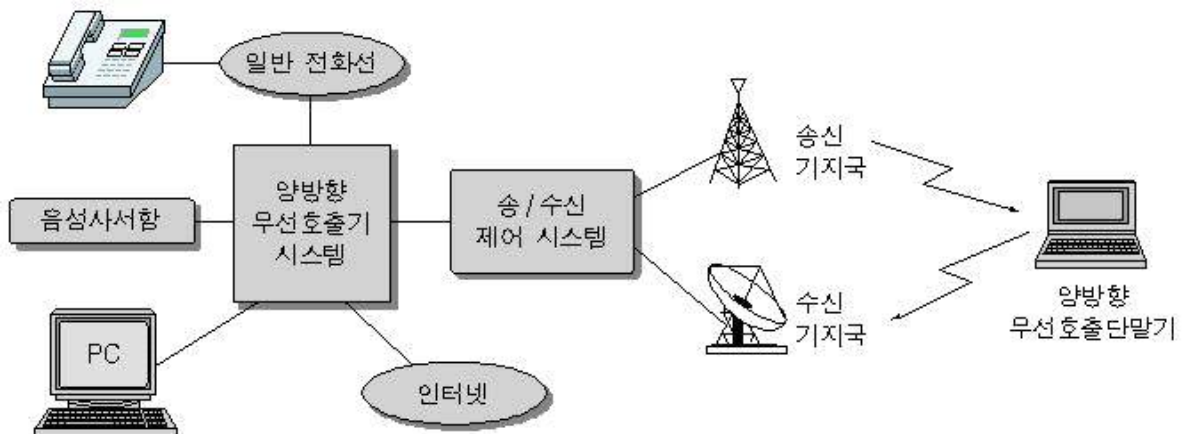 일반 전화선
양방향
무선호출기
시스템
음성사서함
PC
인터넷
송/수신
제어 시스템
송신
기지국
수신
기지국
양방향
무선호출단말기